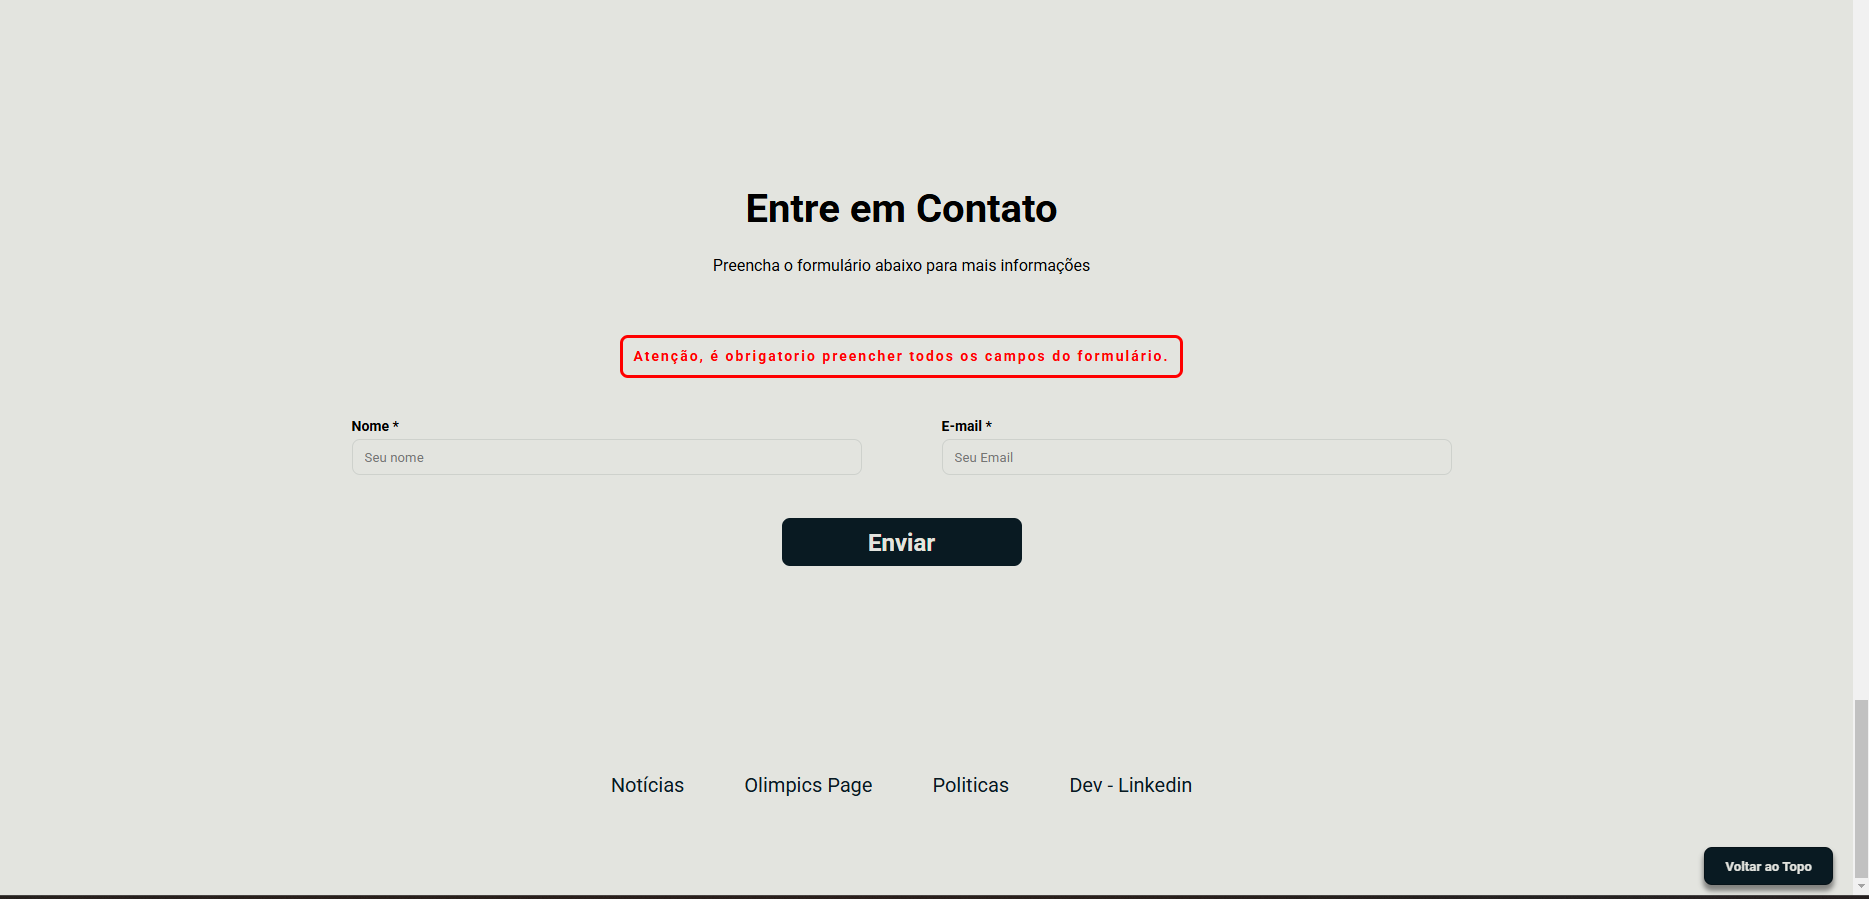 Entre em Contato
Preencha o formulário abaixo para mais informações
Atenção, é obrigatorio preencher todos os campos do formulário.
Nome *
E-mail *
Seu nome
Seu Email
Enviar
Notícias
Olimpics Page
Politicas
Dev - Linkedin
Voltar ao Topo